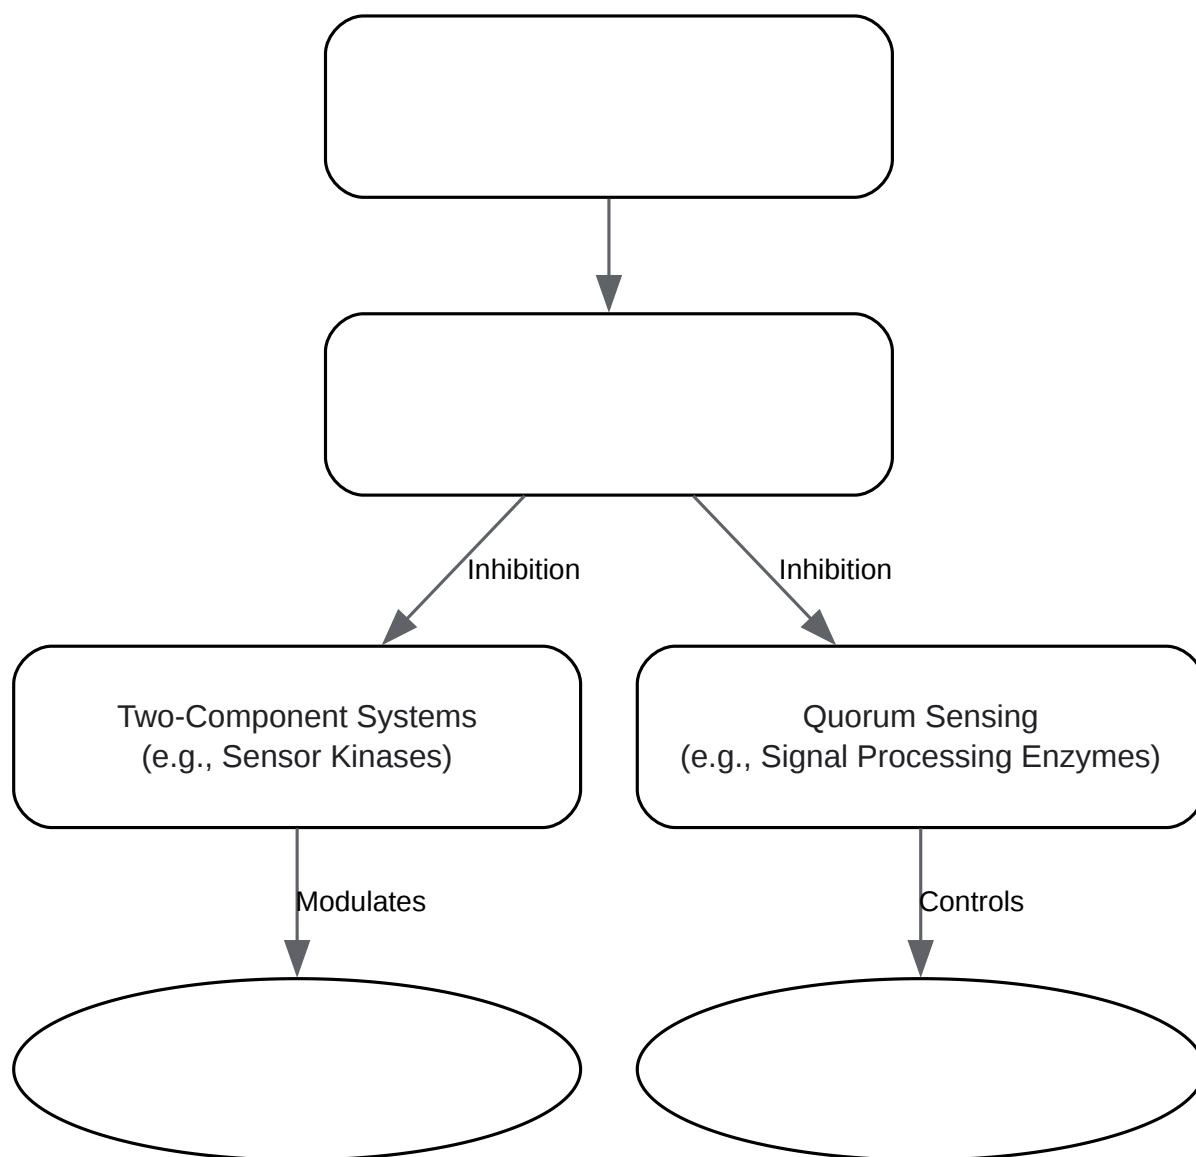 Inhibition
Inhibition
Two-Component Systems
(e.g., Sensor Kinases)
Quorum Sensing
(e.g., Signal Processing Enzymes)
Modulates
Controls